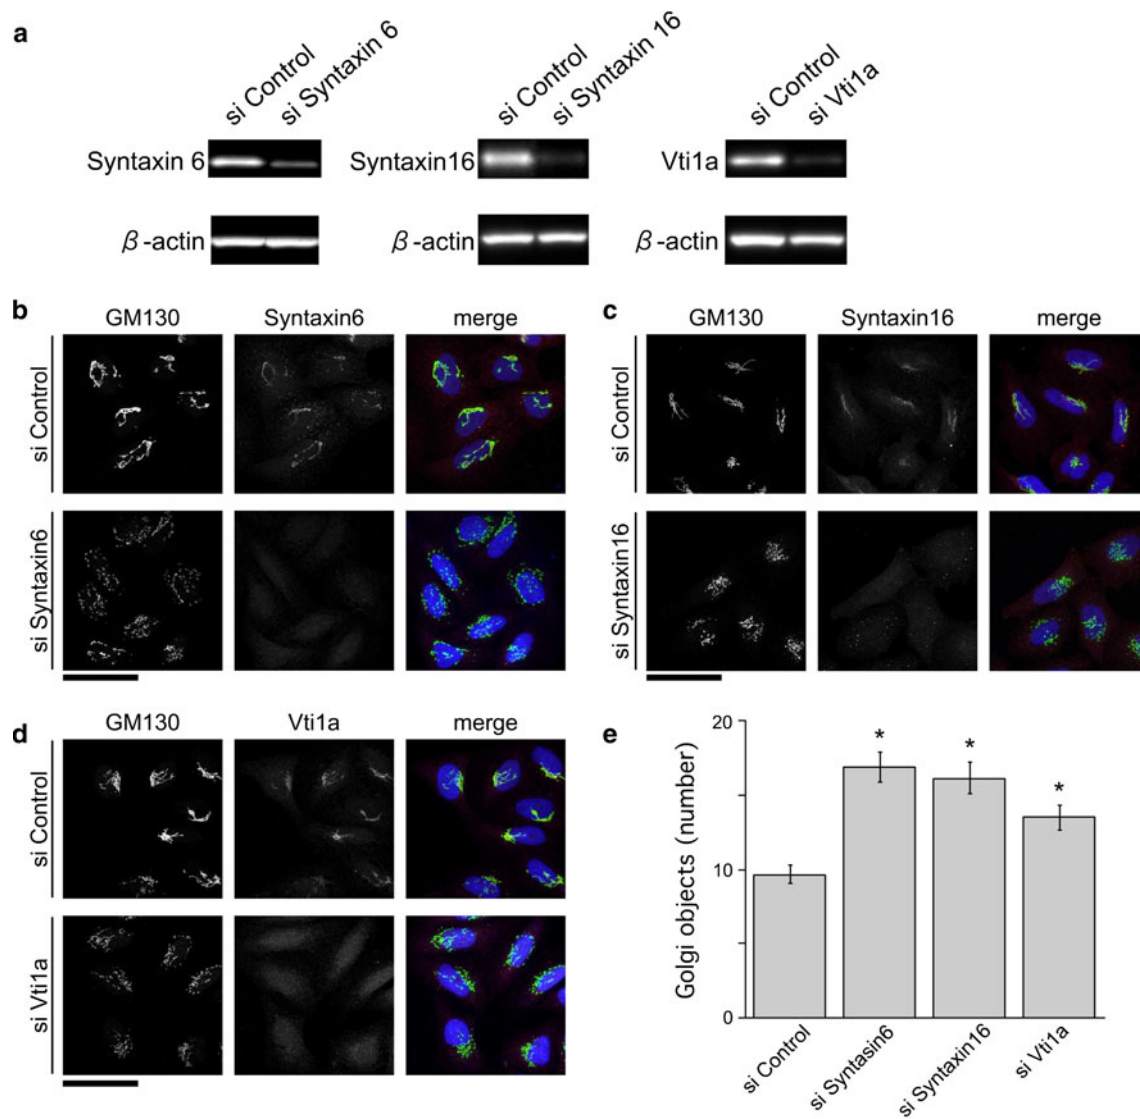 a
si Control
si Syntaxin 6
si Control
si Syntaxin 16
si Control
si Vti1a
Syntaxin 6
Syntaxin16
Vti1a
β-actin
β-actin
β-actin
b
GM130
Syntaxin6
merge
si Control
si Syntaxin6
c
GM130
Syntaxin16
merge
si Control
si Syntaxin16
d
GM130
Vti1a
merge
si Control
si Vti1a
e
Golgi objects (number)
20
10
0
*
*
*
si Control
si Syntasin6
si Syntaxin16
si Vti1a